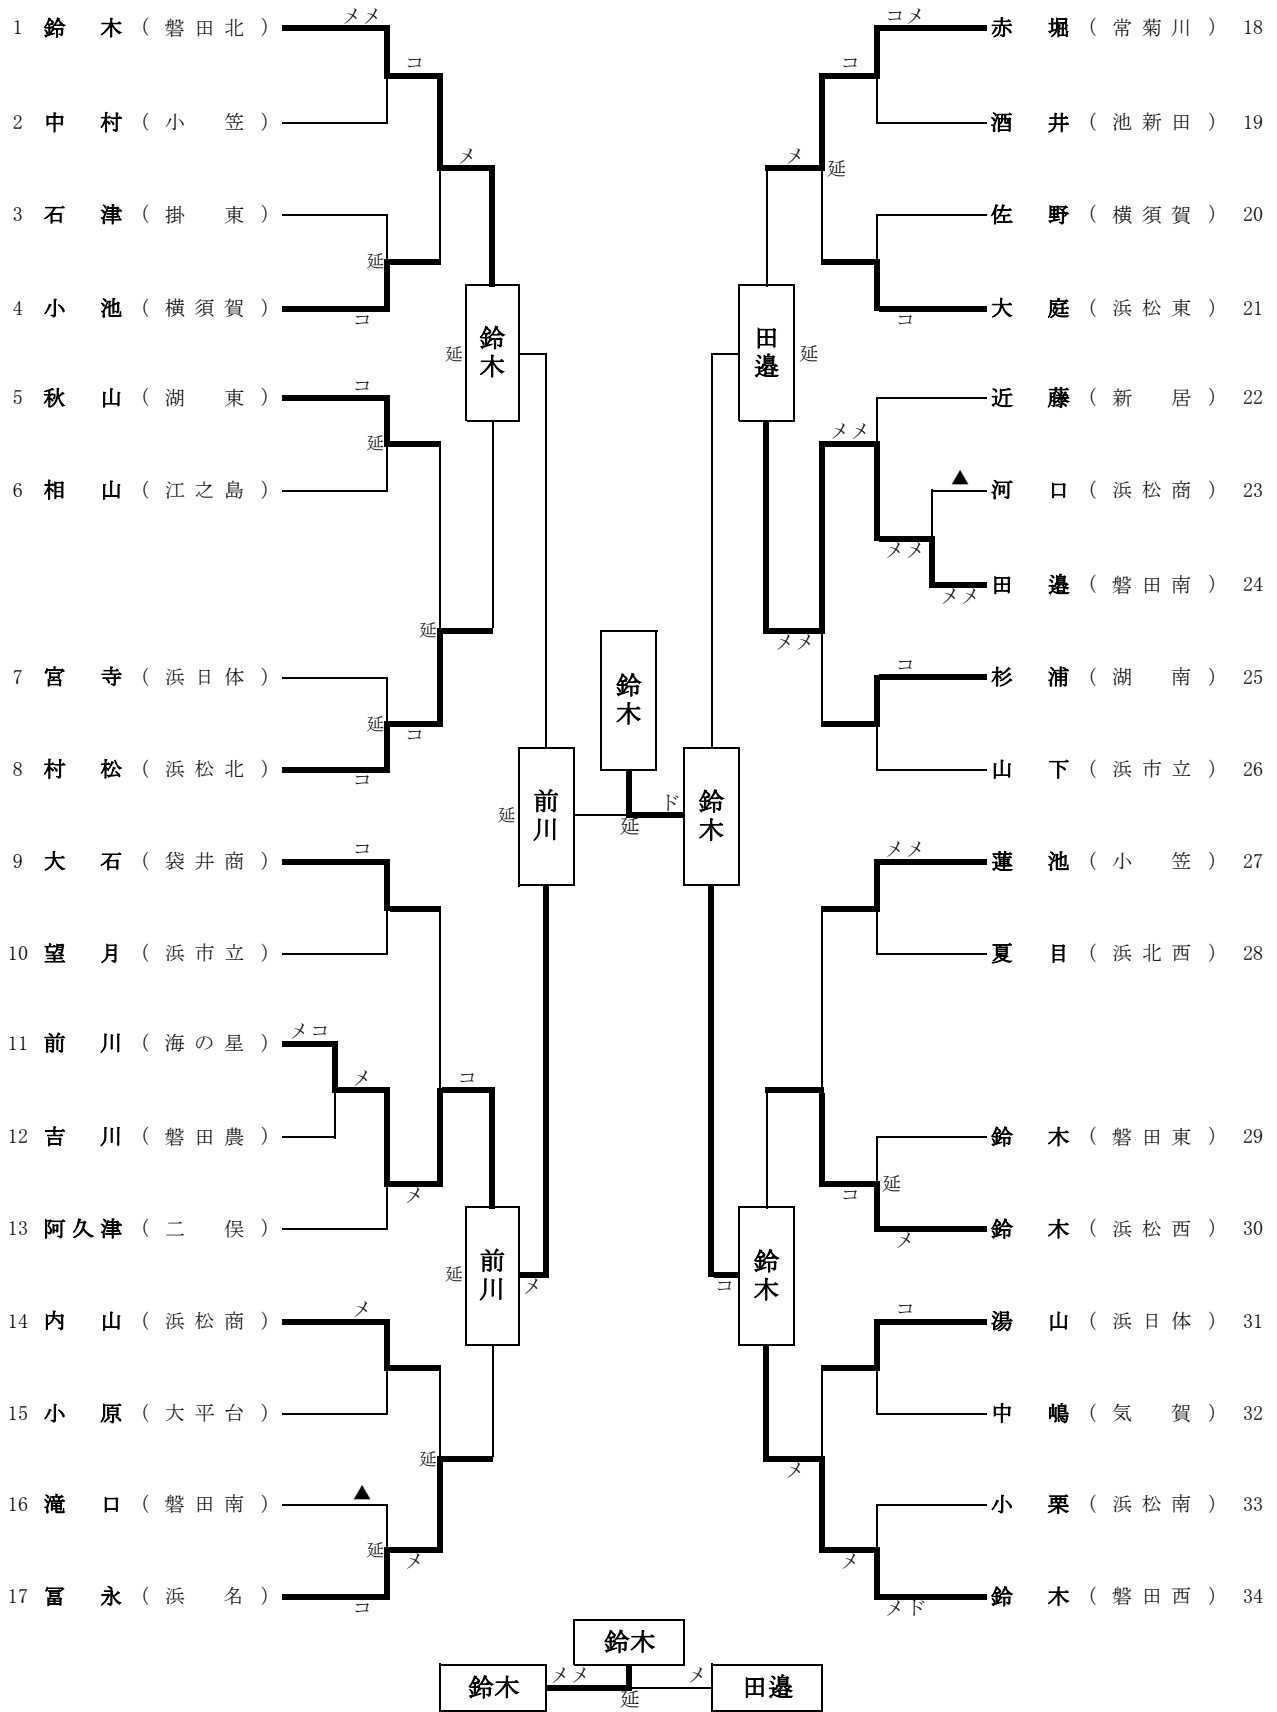 1 鈴木 （磐田北） メメ
コメ 赤堀 （常菊川） 18
コ
コ
2 中村 （小笠）
酒井 （池新田） 19
メ
メ 延
3 石津 （掛東）
佐野 （横須賀） 20
延
4 小池 （横須賀） コ
コ 大庭 （浜松東） 21
延 鈴木
田邉 延
5 秋山 （湖東） コ
近藤 （新居） 22
延
メメ
6 相山 （江之島）
▲ 河口 （浜松商） 23
メメ
メメ 田邉 （磐田南） 24
延
メメ
7 宮寺 （浜日体）
コ 杉浦 （湖南） 25
鈴木
延 コ
8 村松 （浜松北） コ
山下 （浜市立） 26
延 前川 延 ド 鈴木
9 大石 （袋井商） コ
メメ 蓮池 （小笠） 27
10 望月 （浜市立）
夏目 （浜北西） 28
11 前川 （海の星） メコ
メ コ
12 吉川 （磐田農）
鈴木 （磐田東） 29
メ
コ 延
13 阿久津 （二俣）
メ 鈴木 （浜松西） 30
延 前川 メ
コ 鈴木
14 内山 （浜松商） メ
コ 湯山 （浜日体） 31
15 小原 （大平台）
中嶋 （気賀） 32
延
メ
16 滝口 （磐田南） ▲
小栗 （浜松南） 33
延 メ
メ
17 冨永 （浜名） コ
メド 鈴木 （磐田西） 34
鈴木
鈴木 メメ 延 メ 田邉